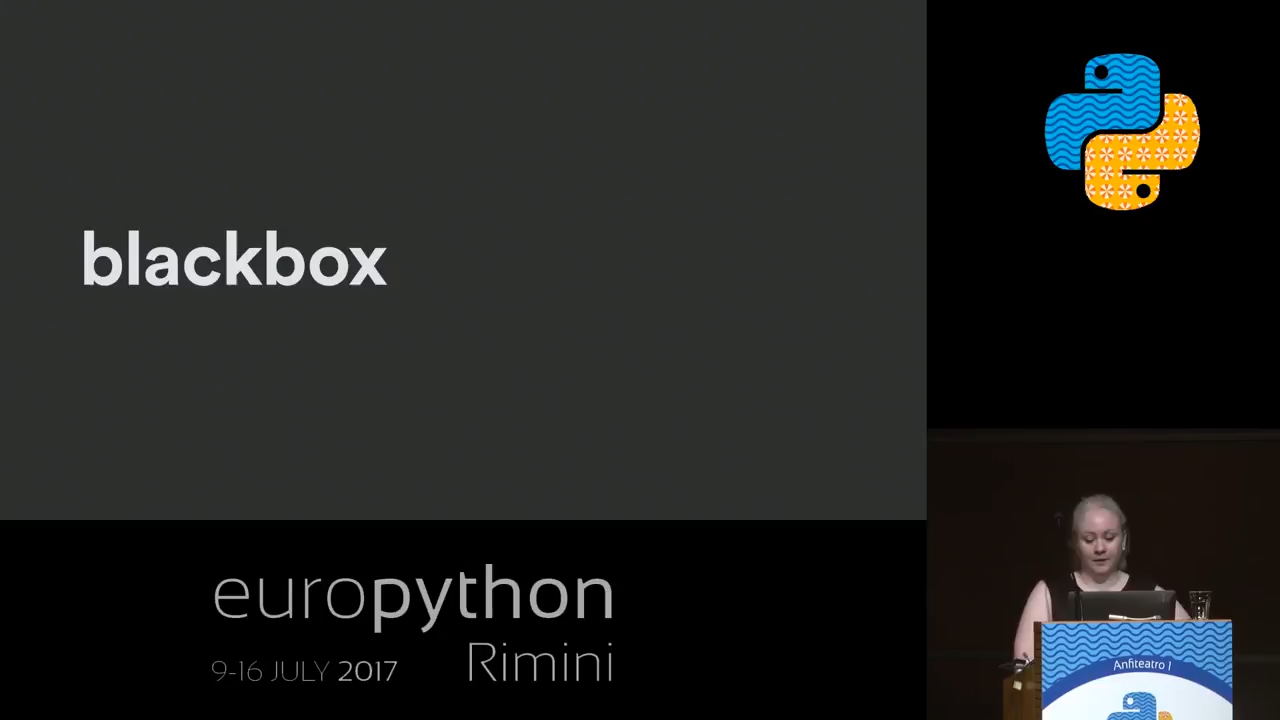 blackbox
europython
9-16 JULY 2017
Rimini
Anfiteatro I